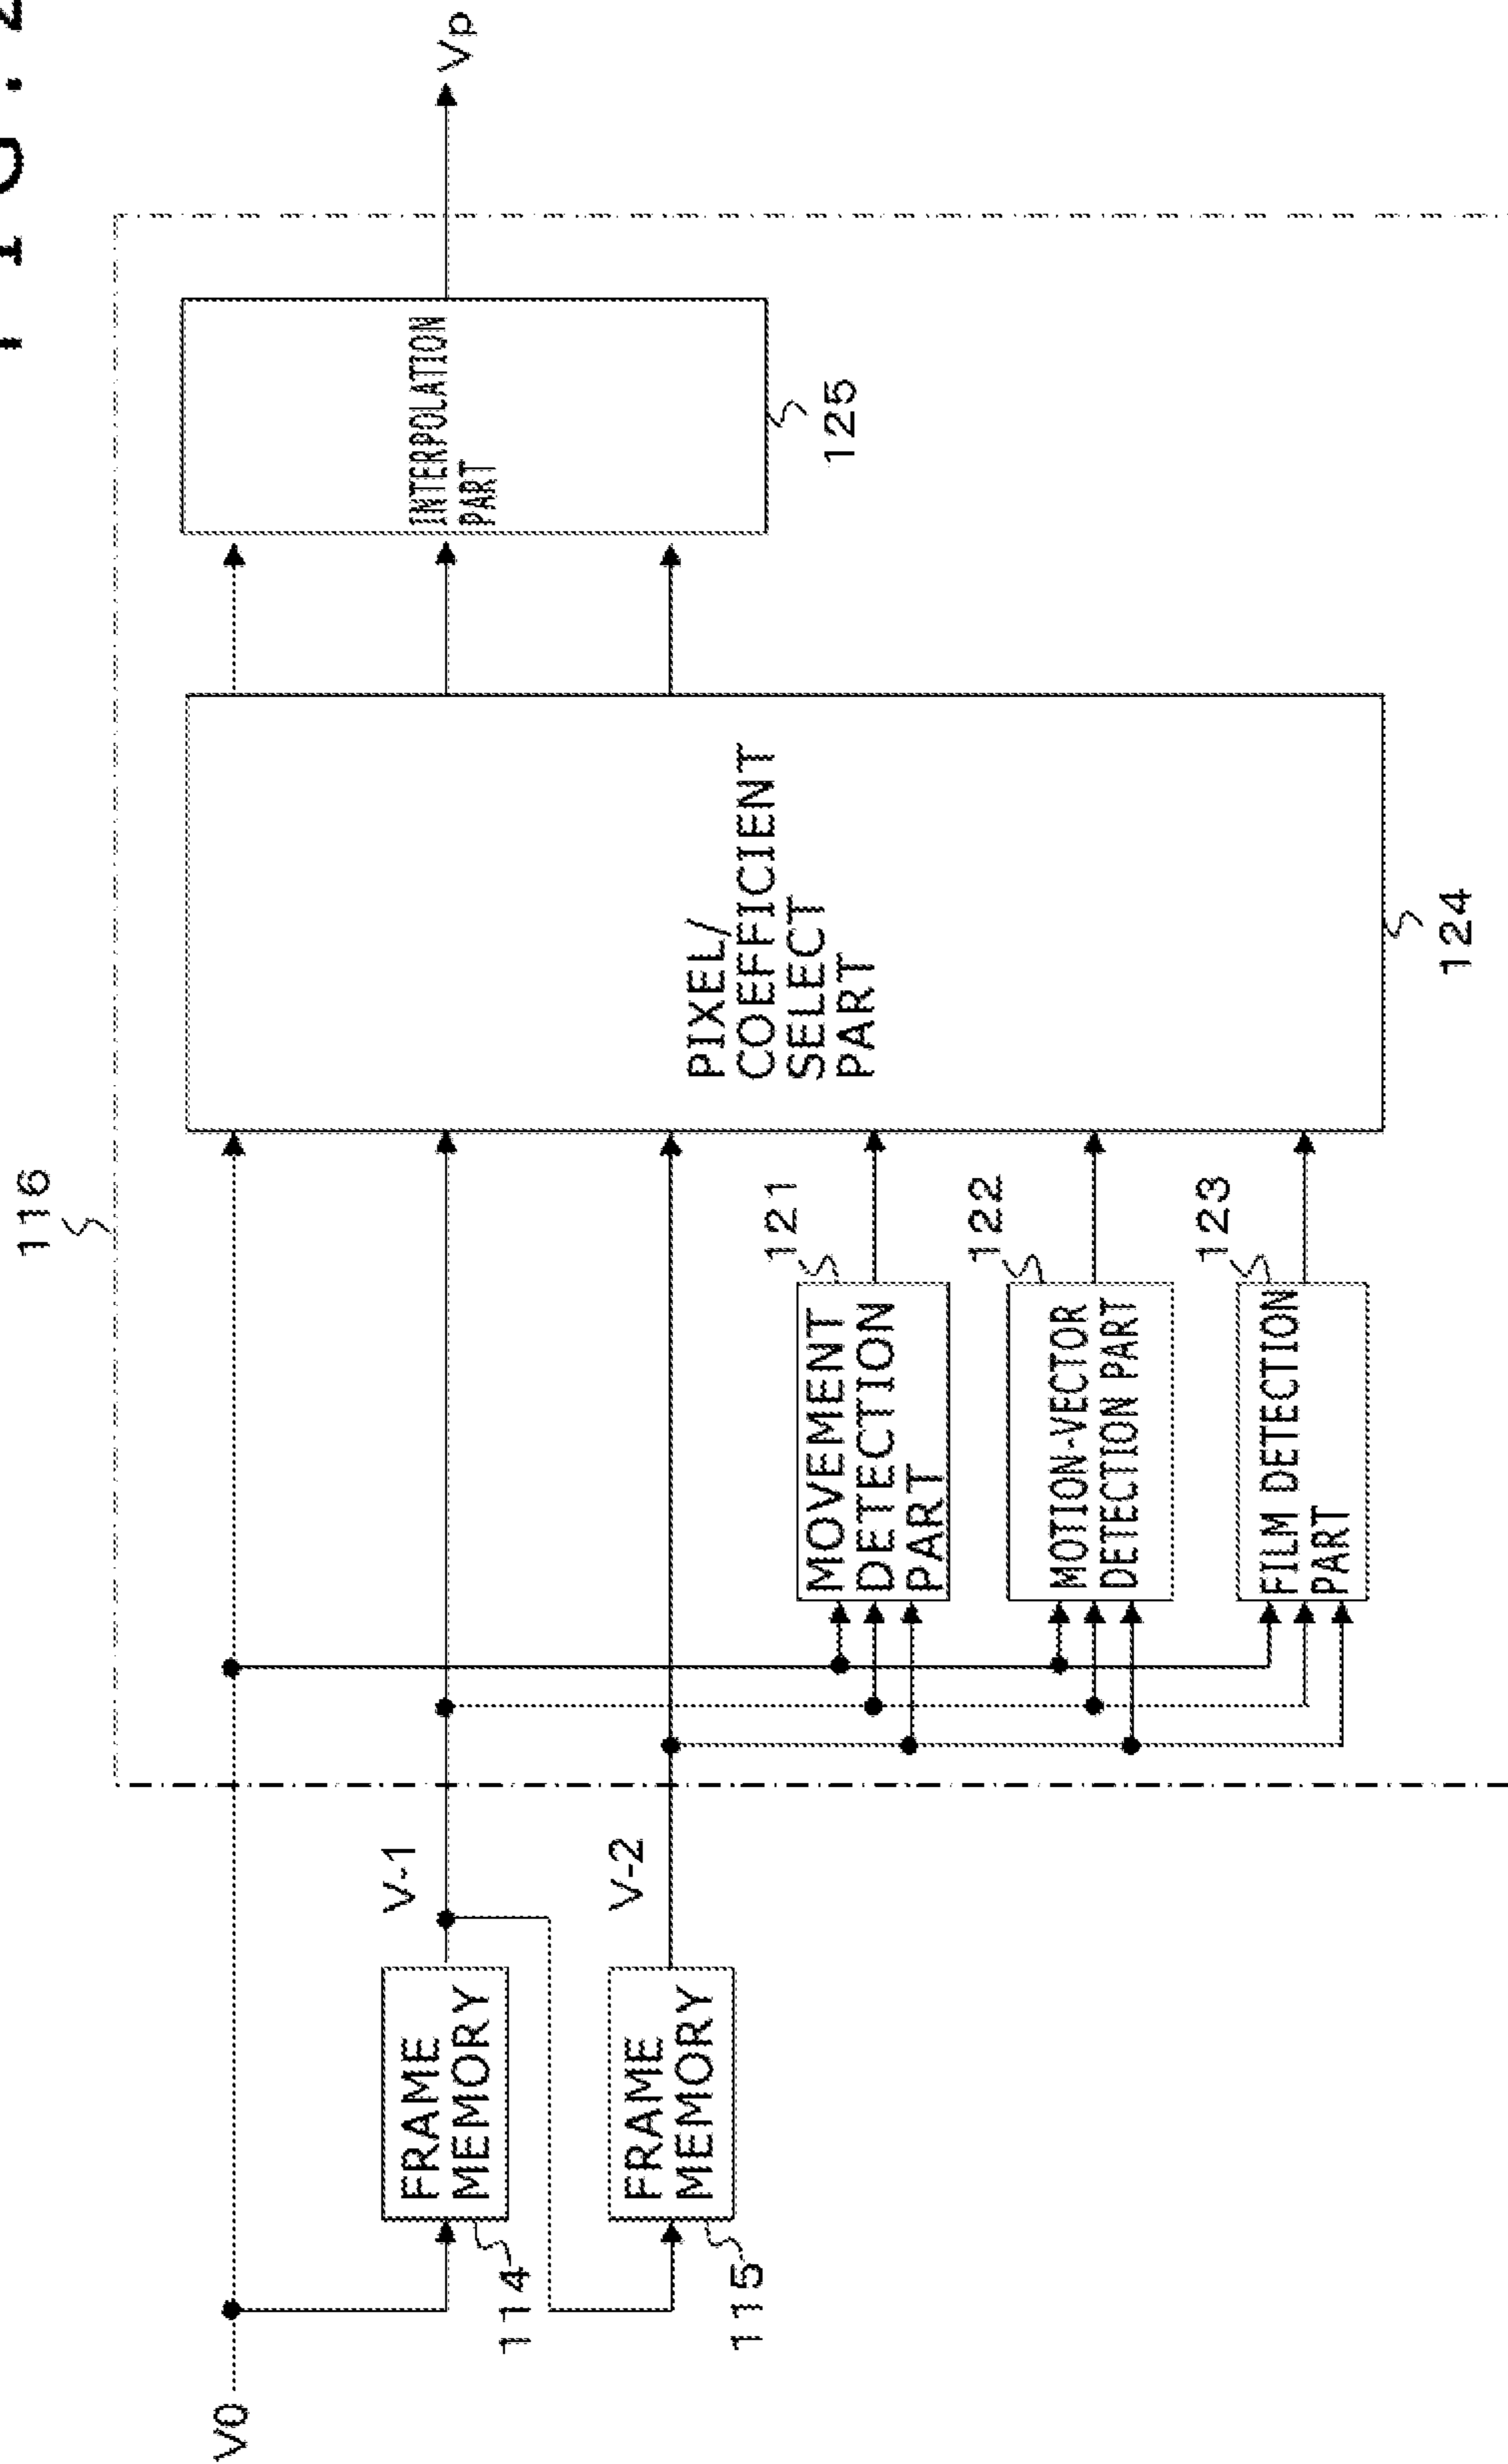 116
V0
V-1
V-2
FRAME
MEMORY
114
FRAME
MEMORY
115
MOVEMENT
DETECTION
PART
121
MOTION-VECTOR
DETECTION PART
122
FILM DETECTION
PART
123
PIXEL/
COEFFICIENT
SELECT
PART
124
INTERPOLATION
PART
125
Vp